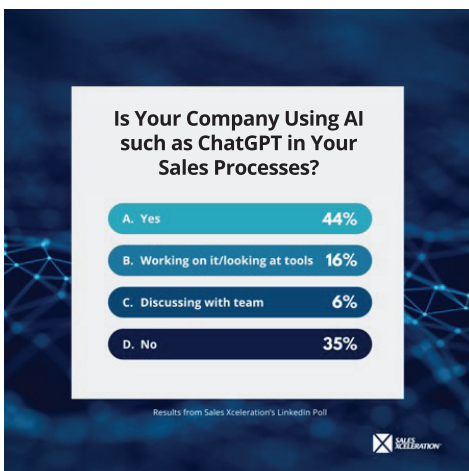 Is Your Company Using AI
such as ChatGPT in Your
Sales Processes?
A. Yes 44%
B. Working on it/looking at tools 16%
C. Discussing with team 6%
D. No 35%
Results from Sales Xceleration's LinkedIn Poll
SALES
XCELERATION